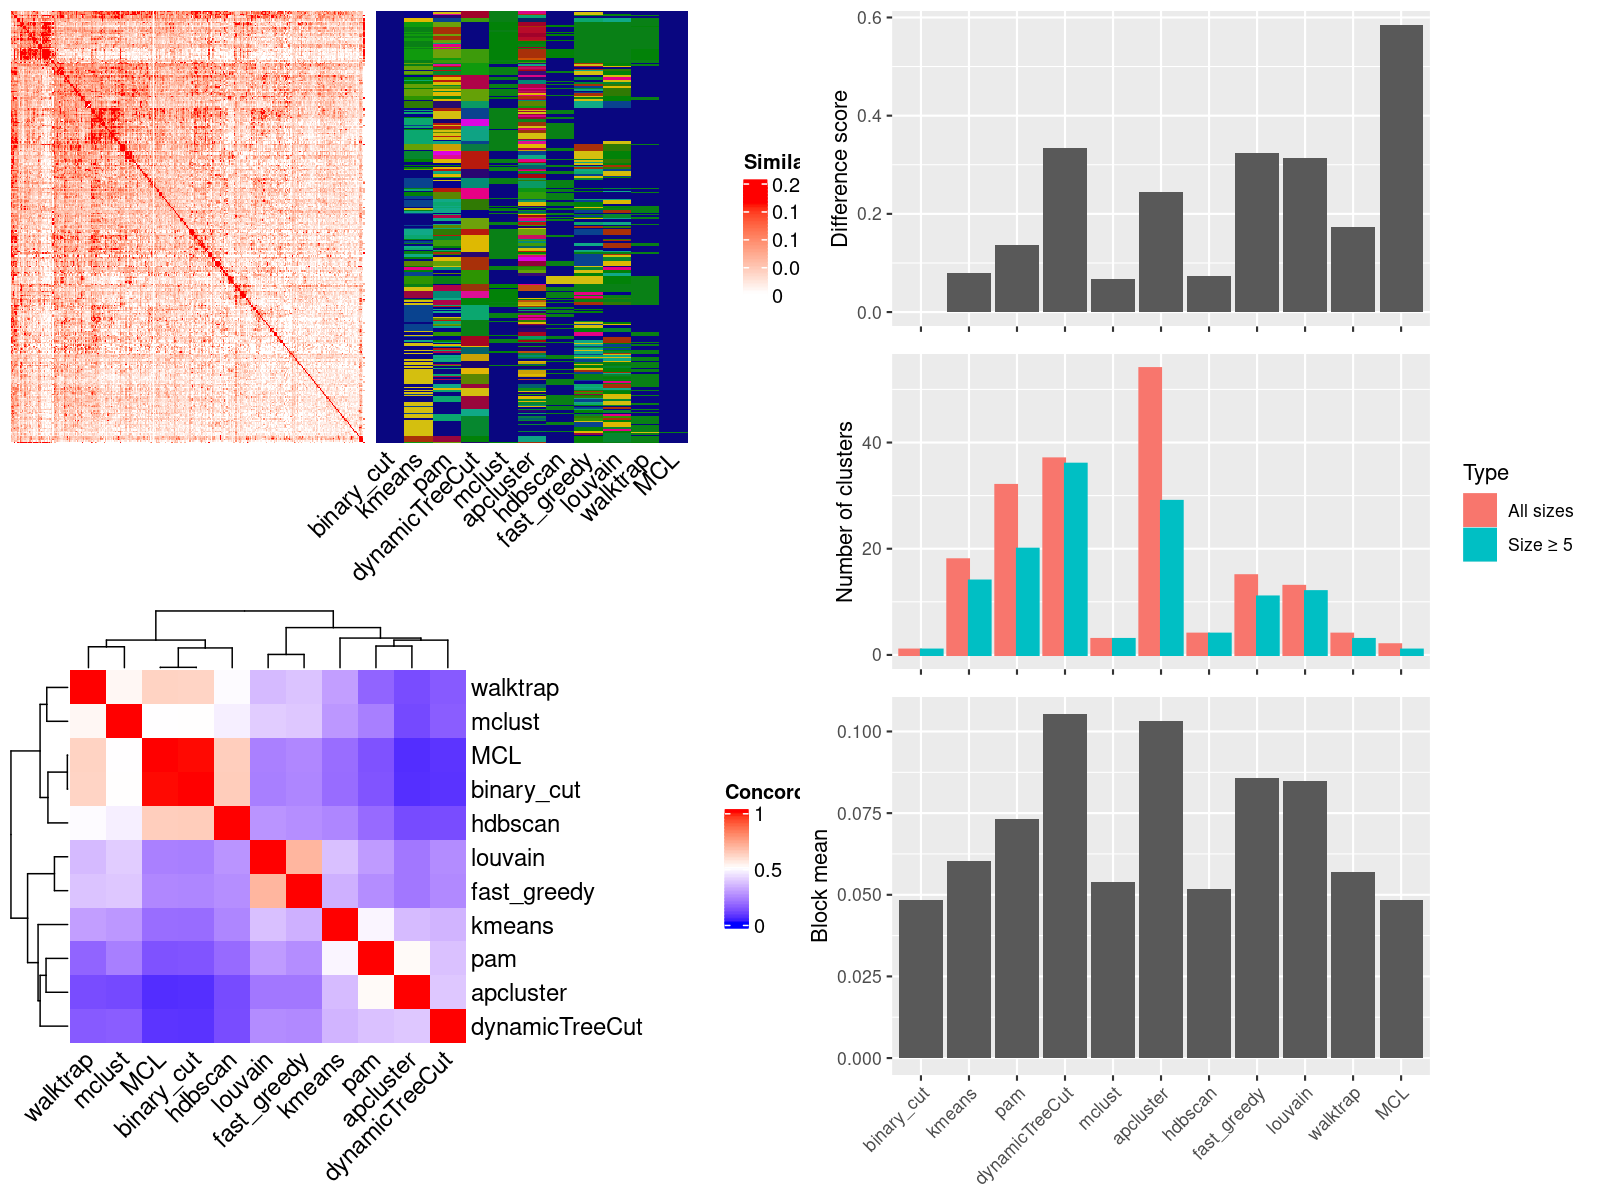 Simila
0.2
0.1
0.1
0.0
0
binary_cut
kmeans
pam
dynamicTreeCut
mclust
apcluster
hdbscan
fast_greedy
louvain
walktrap
MCL
walktrap
mclust
MCL
binary_cut
hdbscan
louvain
fast_greedy
kmeans
pam
apcluster
dynamicTreeCut
walktrap
mclust
MCL
binary_cut
hdbscan
louvain
fast_greedy
kmeans
pam
apcluster
dynamicTreeCut
Concord
1
0.5
0
Difference score
0.6
0.4
0.2
0.0
Number of clusters
40
20
0
Type
All sizes
Size ≥ 5
Block mean
0.100
0.075
0.050
0.025
0.000
binary_cut
kmeans
pam
dynamicTreeCut
mclust
apcluster
hdbscan
fast_greedy
louvain
walktrap
MCL